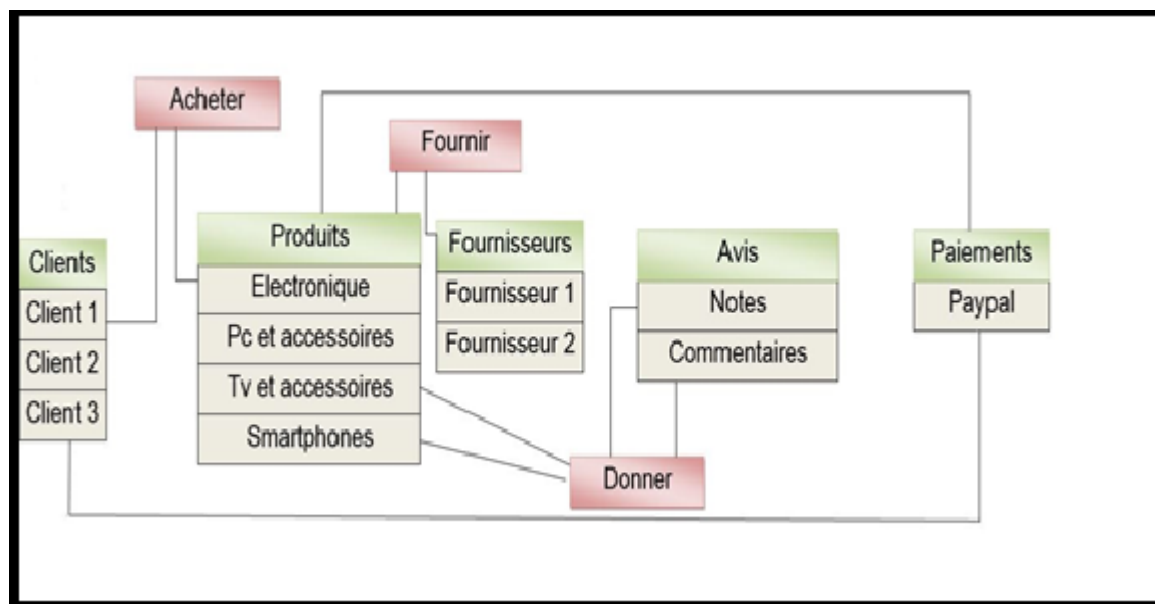 Acheter
Fournir
Clients
Client 1
Client 2
Client 3
Produits
Electronique
Pc et accessoires
Tv et accessoires
Smartphones
Fournisseurs
Fournisseur 1
Fournisseur 2
Avis
Notes
Commentaires
Paiements
Paypal
Donner